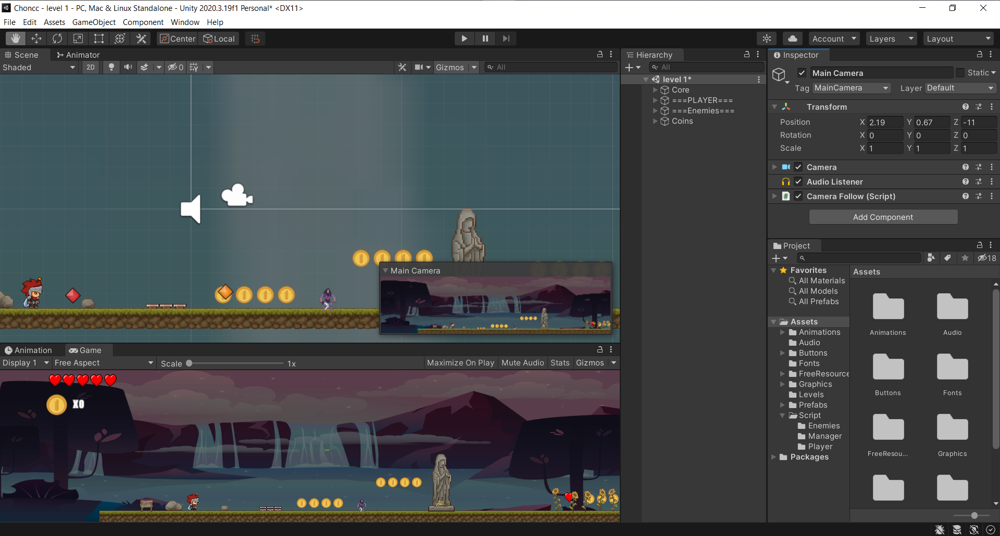 Choncc - level 1 - PC, Mac & Linux Standalone - Unity 2020.3.19f1 Personal* <DX11>
File Edit Assets GameObject Component Window Help
Center Local Account Layers Layout
Scene Animator
Shaded 2D 0 Gizmos All
Main Camera
Animation Game
Display 1 Free Aspect Scale 1x Maximize On Play Mute Audio Stats Gizmos
X0
Hierarchy
All
level 1*
Core
===PLAYER===
===Enemies===
Coins
Inspector
Main Camera Static
Tag MainCamera Layer Default
Transform
Position X 2.19 Y 0.67 Z -11
Rotation X 0 Y 0 Z 0
Scale X 1 Y 1 Z 1
Camera
Audio Listener
# Camera Follow (Script)
Add Component
Project
18
Favorites
All Materials
All Models
All Prefabs
Assets
Animations
Audio
Buttons
Fonts
FreeResource
Graphics
Levels
Prefabs
Script
Enemies
Manager
Player
Packages
Assets
Animations Audio
Buttons Fonts
FreeResou... Graphics